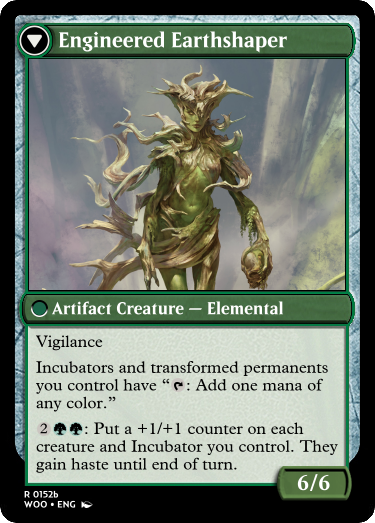 Engineered Earthshaper
Artifact Creature — Elemental
Vigilance
Incubators and transformed permanents
you control have “: Add one mana of
any color.”
2: Put a +1/+1 counter on each
creature and Incubator you control. They
gain haste until end of turn.
6/6
R 0152b
WOO • ENG